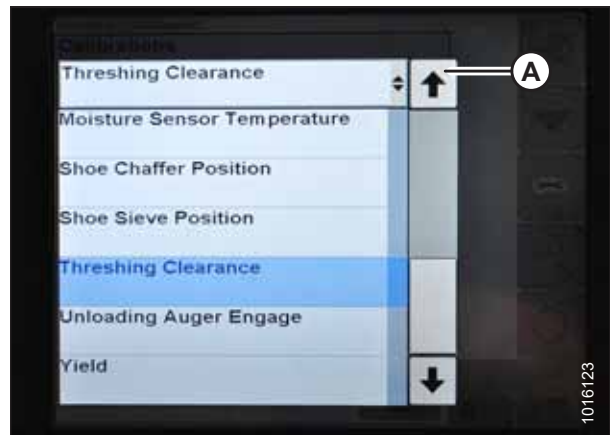 Calibrations
Threshing Clearance
A
Moisture Sensor Temperature
Shoe Chaffer Position
Shoe Sieve Position
Threshing Clearance
Unloading Auger Engage
Yield
1016123